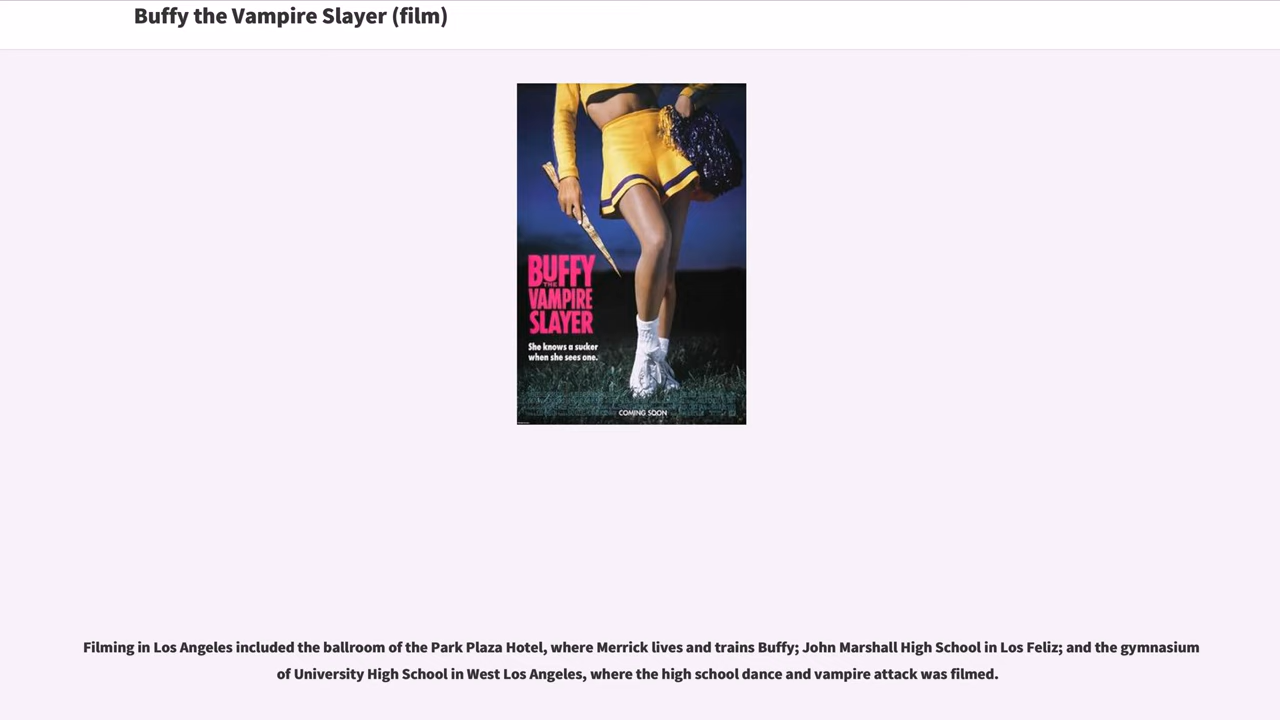 Buffy the Vampire Slayer (film)
BUFFY
THE
VAMPIRE
SLAYER
She knows a sucker
when she sees one.
COMING SOON
Filming in Los Angeles included the ballroom of the Park Plaza Hotel, where Merrick lives and trains Buffy; John Marshall High School in Los Feliz; and the gymnasium
of University High School in West Los Angeles, where the high school dance and vampire attack was filmed.